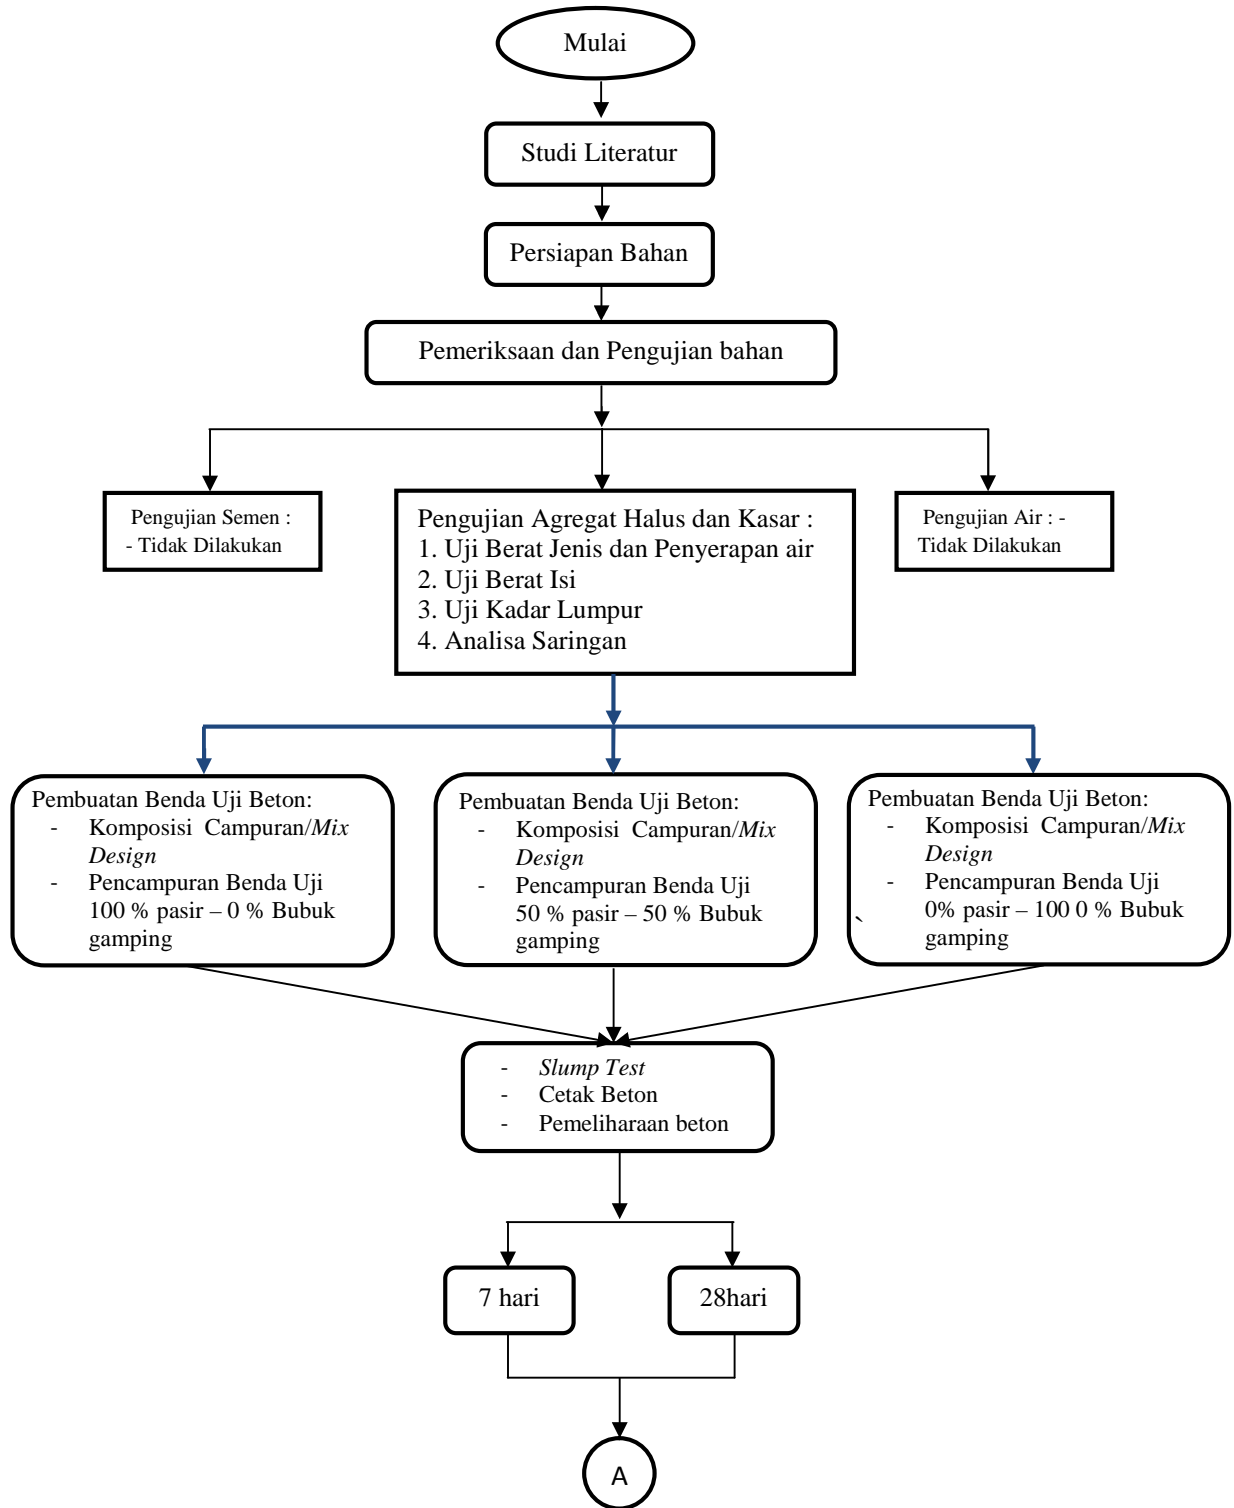 Mulai
Studi Literatur
Persiapan Bahan
Pemeriksaan dan Pengujian bahan
Pengujian Semen :
- Tidak Dilakukan
Pengujian Agregat Halus dan Kasar :
1. Uji Berat Jenis dan Penyerapan air
2. Uji Berat Isi
3. Uji Kadar Lumpur
4. Analisa Saringan
Pengujian Air : -
Tidak Dilakukan
Pembuatan Benda Uji Beton:
- Komposisi Campuran/Mix
Design
- Pencampuran Benda Uji
100 % pasir – 0 % Bubuk
gamping
Pembuatan Benda Uji Beton:
- Komposisi Campuran/Mix
Design
- Pencampuran Benda Uji
50 % pasir – 50 % Bubuk
gamping
Pembuatan Benda Uji Beton:
- Komposisi Campuran/Mix
Design
- Pencampuran Benda Uji
` 0% pasir – 100 0 % Bubuk
gamping
- Slump Test
- Cetak Beton
- Pemeliharaan beton
7 hari
28hari
A